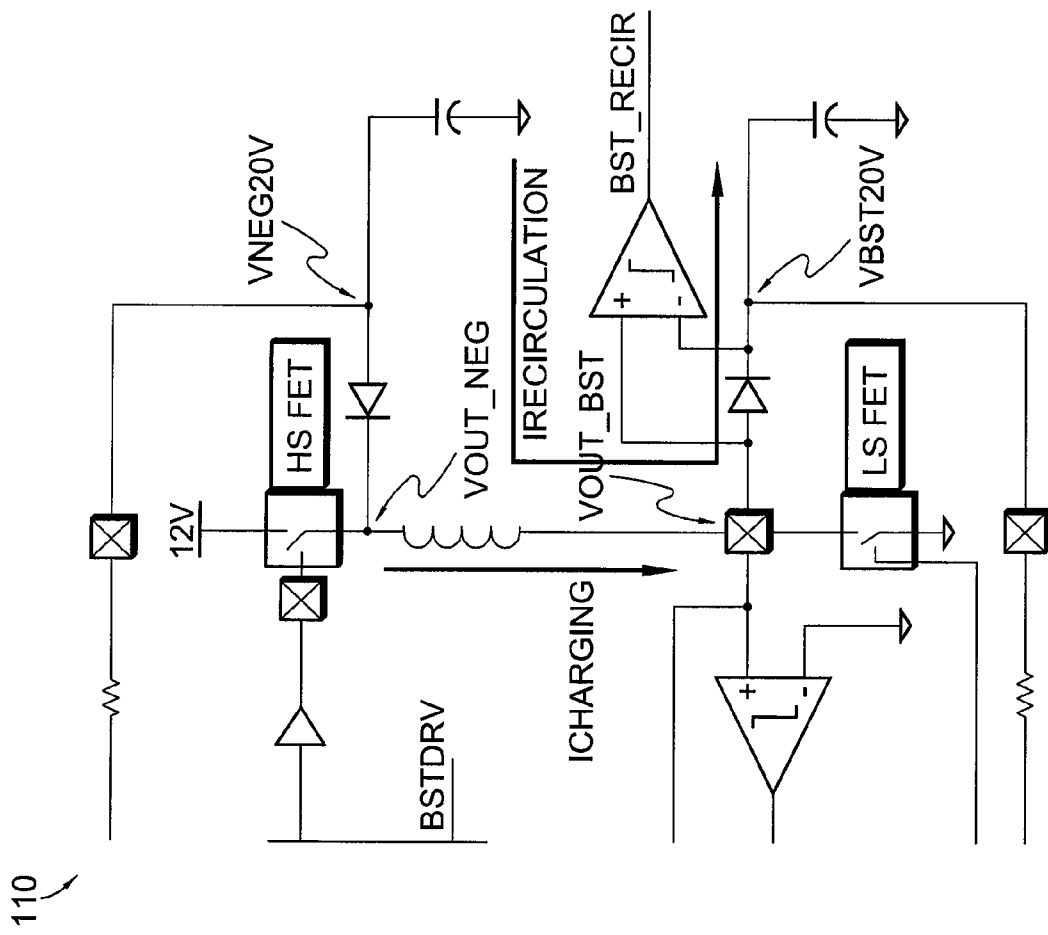 110
12V
HS FET
VNEG20V
BSTDRV
VOUT_NEG
ICHARGING
IRECIRCULATION
VOUT_BST
BST_RECIR
+
-
+
-
LS FET
VBST20V